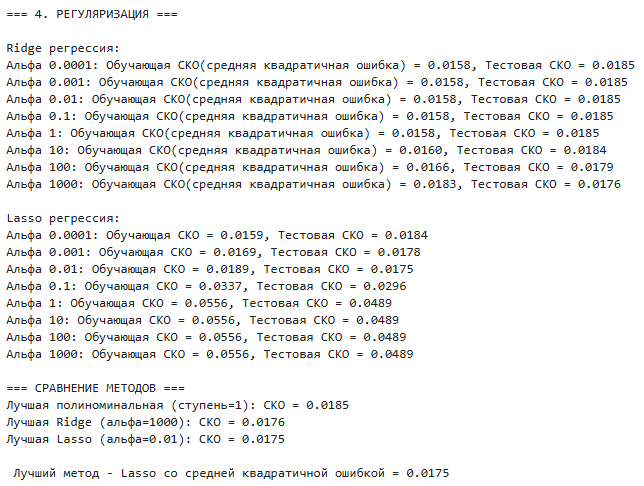 === 4. РЕГУЛЯРИЗАЦИЯ ===
Ridge регрессия:
Альфа 0.0001: Обучающая СКО(средняя квадратичная ошибка) = 0.0158, Тестовая СКО = 0.0185
Альфа 0.001: Обучающая СКО(средняя квадратичная ошибка) = 0.0158, Тестовая СКО = 0.0185
Альфа 0.01: Обучающая СКО(средняя квадратичная ошибка) = 0.0158, Тестовая СКО = 0.0185
Альфа 0.1: Обучающая СКО(средняя квадратичная ошибка) = 0.0158, Тестовая СКО = 0.0185
Альфа 1: Обучающая СКО(средняя квадратичная ошибка) = 0.0158, Тестовая СКО = 0.0185
Альфа 10: Обучающая СКО(средняя квадратичная ошибка) = 0.0160, Тестовая СКО = 0.0184
Альфа 100: Обучающая СКО(средняя квадратичная ошибка) = 0.0166, Тестовая СКО = 0.0179
Альфа 1000: Обучающая СКО(средняя квадратичная ошибка) = 0.0183, Тестовая СКО = 0.0176
Lasso регрессия:
Альфа 0.0001: Обучающая СКО = 0.0159, Тестовая СКО = 0.0184
Альфа 0.001: Обучающая СКО = 0.0169, Тестовая СКО = 0.0178
Альфа 0.01: Обучающая СКО = 0.0189, Тестовая СКО = 0.0175
Альфа 0.1: Обучающая СКО = 0.0337, Тестовая СКО = 0.0296
Альфа 1: Обучающая СКО = 0.0556, Тестовая СКО = 0.0489
Альфа 10: Обучающая СКО = 0.0556, Тестовая СКО = 0.0489
Альфа 100: Обучающая СКО = 0.0556, Тестовая СКО = 0.0489
Альфа 1000: Обучающая СКО = 0.0556, Тестовая СКО = 0.0489
=== СРАВНЕНИЕ МЕТОДОВ ===
Лучшая полиноминальная (ступень=1): СКО = 0.0185
Лучшая Ridge (альфа=1000): СКО = 0.0176
Лучшая Lasso (альфа=0.01): СКО = 0.0175
Лучший метод - Lasso со средней квадратичной ошибкой = 0.0175